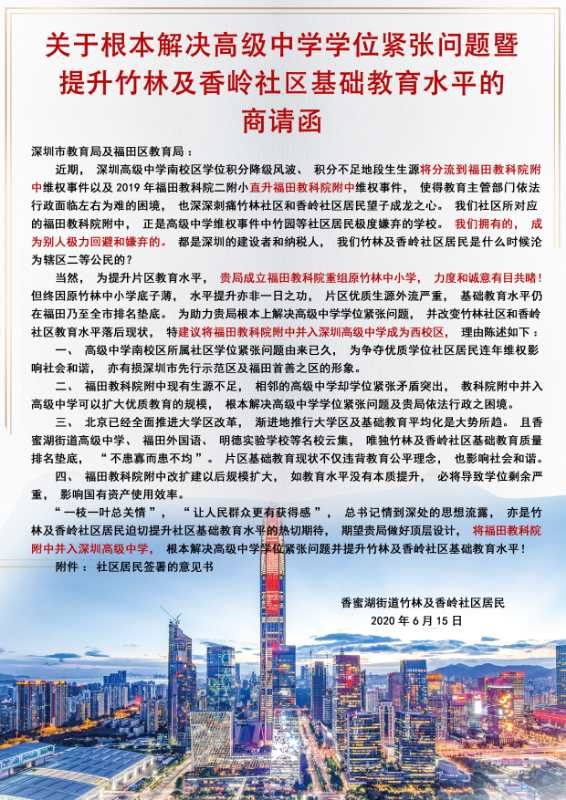 关于根本解决高级中学学位紧张问题暨
提升竹林及香岭社区基础教育水平的
商请函
深圳市教育局及福田区教育局：
近期，深圳高级中学南校区学位积分降级风波、积分不足地段生生源将分流到福田教科院附
中维权事件以及2019年福田教科院二附小直升福田教科院附中维权事件，使得教育主管部门依法
行政面临左右为难的困境，也深深刺痛竹林社区和香岭社区居民望子成龙之心。我们社区所对应
的福田教科院附中，正是高级中学维权事件中竹园等社区居民极度嫌弃的学校。我们拥有的，成
为别人极力回避和嫌弃的。都是深圳的建设者和纳税人，我们竹林及香岭社区居民是什么时候沦
为辖区二等公民的？
当然，为提升片区教育水平，贵局成立福田教科院重组原竹林中小学，力度和诚意有目共睹！
但终因原竹林中小学底子薄，水平提升亦非一日之功，片区优质生源外流严重，基础教育水平仍
在福田乃至全市排名垫底。为助力贵局根本上解决高级中学学位紧张问题，并改变竹林社区和香岭
社区教育水平落后现状，特建议将福田教科院附中并入深圳高级中学成为西校区，理由陈述如下：
一、高级中学南校区所属社区学位紧张问题由来已久，为争夺优质学位社区居民连年维权影
响社会和谐，亦有损深圳市先行示范区及福田首善之区的形象。
二、福田教科院附中现有生源不足，相邻的高级中学却学位紧张矛盾突出，教科院附中并入
高级中学可以扩大优质教育的规模，根本解决高级中学学位紧张问题及贵局依法行政之困境。
三、北京已经全面推进大学区改革，渐进地推行大学区及基础教育平均化是大势所趋。且香
蜜湖街道高级中学、福田外国语、明德实验学校等名校云集，唯独竹林及香岭社区基础教育质量
排名垫底，“不患寡而患不均”。片区基础教育现状不仅违背教育公平理念，也影响社会和谐。
四、福田教科院附中改扩建以后规模扩大，如教育水平没有本质提升，必将导致学位剩余严
重，影响国有资产使用效率。
“一枝一叶总关情”，“让人民群众更有获得感”，总书记情到深处的思想流露，亦是竹
林及香岭社区居民迫切提升社区基础教育水平的热切期待，期望贵局做好顶层设计，将福田教科院
附中并入深圳高级中学，根本解决高级中学学位紧张问题并提升竹林及香岭社区基础教育水平！
附件：社区居民签署的意见书
香蜜湖街道竹林及香岭社区居民
2020年6月15日